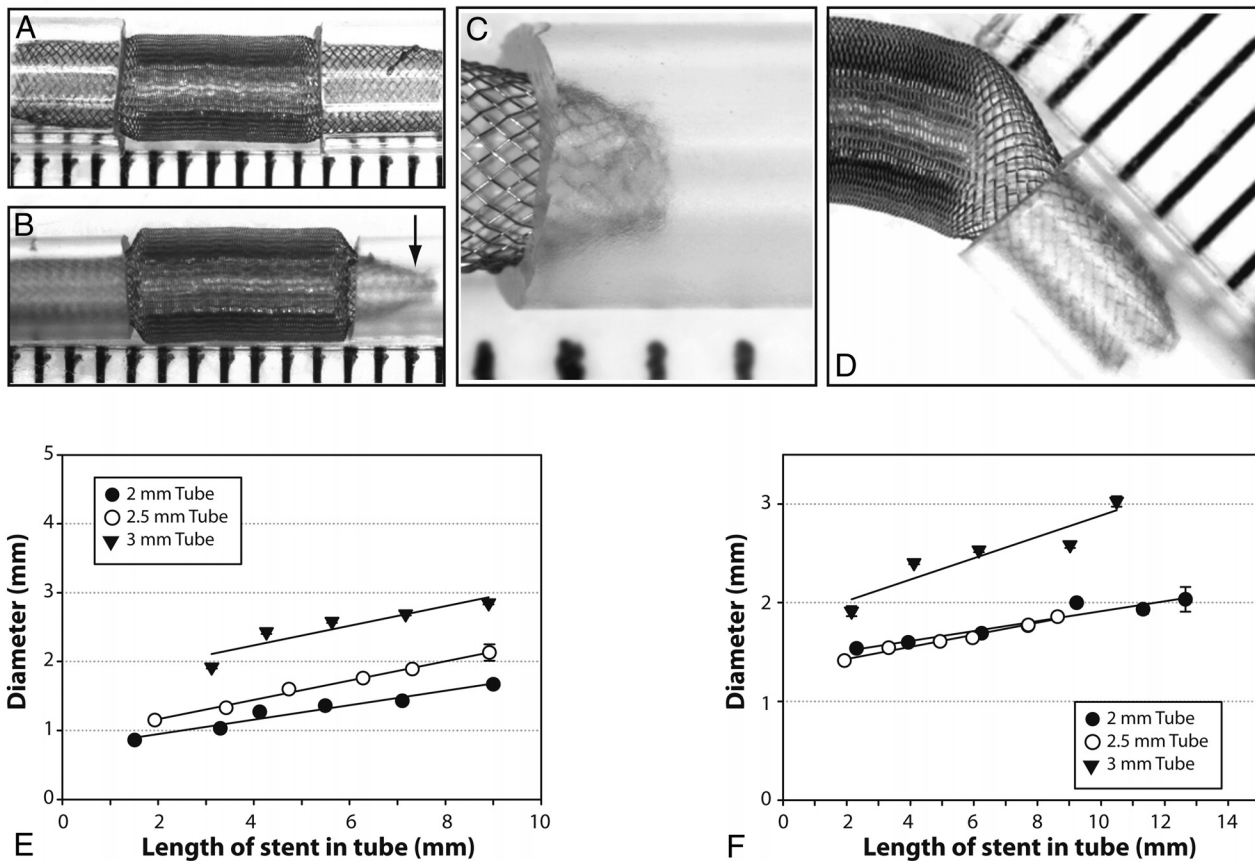 A
B
C
D
5
4
3
2
1
0
Diameter (mm)
2 mm Tube
2.5 mm Tube
3 mm Tube
0 2 4 6 8 10
Length of stent in tube (mm)
E
3
2
1
0
Diameter (mm)
2 mm Tube
2.5 mm Tube
3 mm Tube
0 2 4 6 8 10 12 14
Length of stent in tube (mm)
F